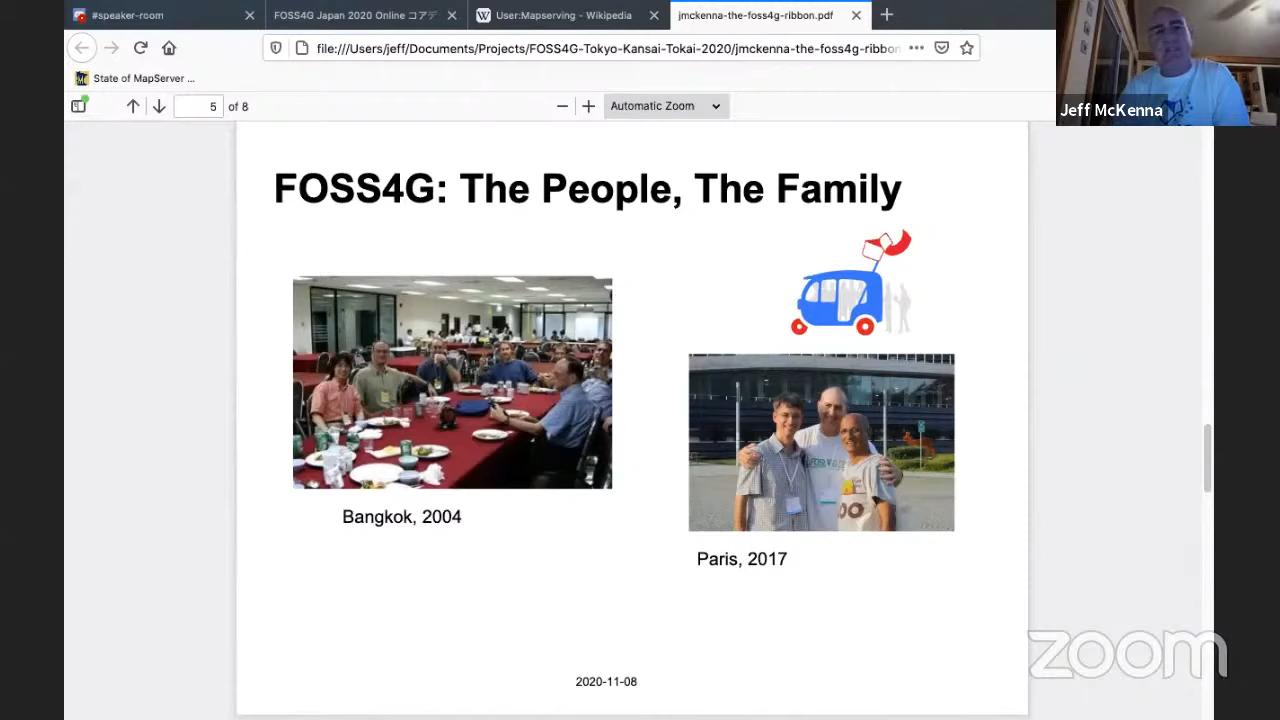 #speaker-room
FOSS4G Japan 2020 Online コアデ
User:Mapserving - Wikipedia
jmckenna-the-foss4g-ribbon.pdf
file:///Users/jeff/Documents/Projects/FOSS4G-Tokyo-Kansai-Tokai-2020/jmckenna-the-foss4g-ribbon
State of MapServer ...
5 of 8
Automatic Zoom
Jeff McKenna
FOSS4G: The People, The Family
Bangkok, 2004
Paris, 2017
2020-11-08
zoom